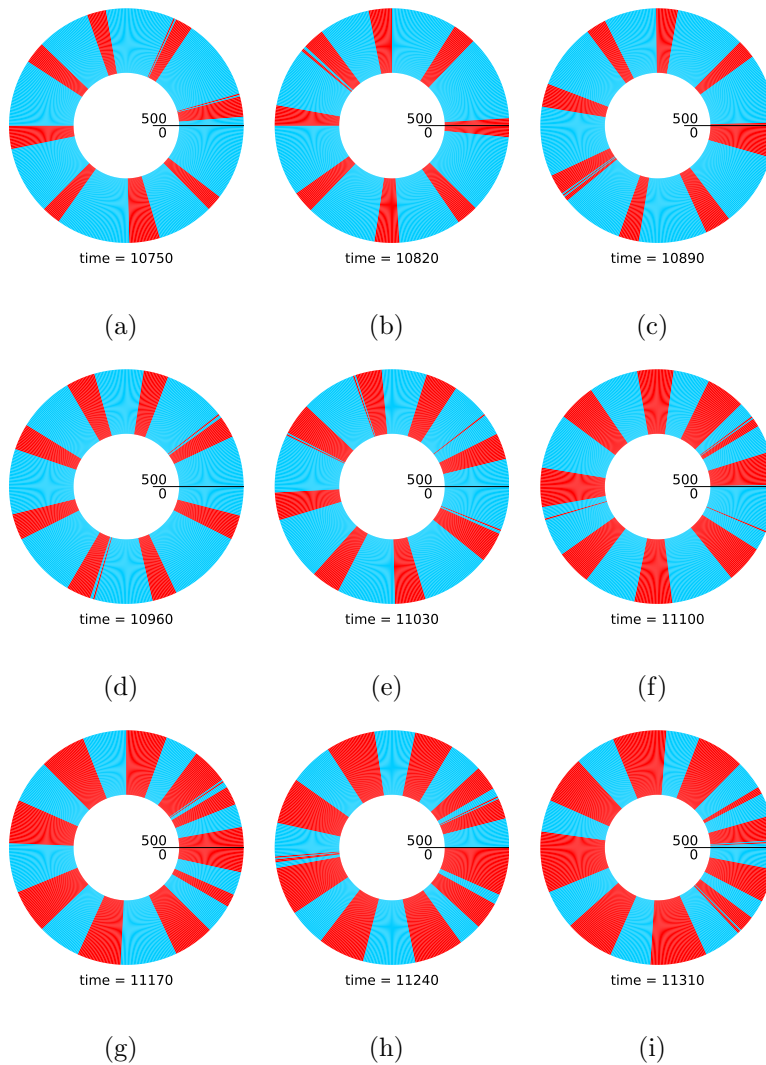 500 500 500
0 0 0
time = 10750 time = 10820 time = 10890
(a) (b) (c)
500 500 500
0 0 0
time = 10960 time = 11030 time = 11100
(d) (e) (f)
500 500 500
0 0 0
time = 11170 time = 11240 time = 11310
(g) (h) (i)